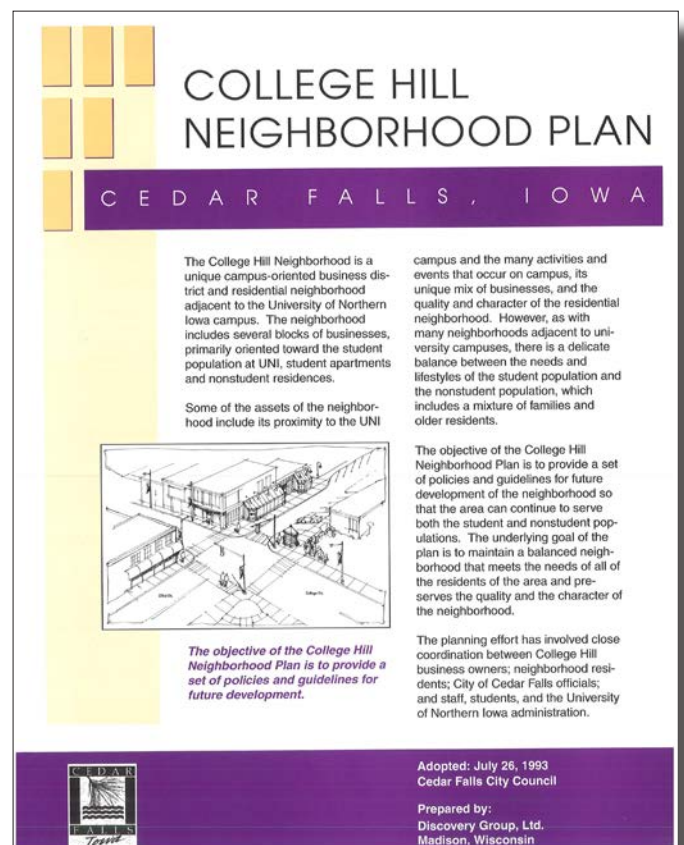 COLLEGE HILL
NEIGHBORHOOD PLAN
CEDAR FALLS, IOWA
The College Hill Neighborhood is a
unique campus-oriented business dis-
trict and residential neighborhood
adjacent to the University of Northern
Iowa campus. The neighborhood
includes several blocks of businesses,
primarily oriented toward the student
population at UNI, student apartments
and nonstudent residences.
Some of the assets of the neighbor-
hood include its proximity to the UNI
campus and the many activities and
events that occur on campus, its
unique mix of businesses, and the
quality and character of the residential
neighborhood. However, as with
many neighborhoods adjacent to uni-
versity campuses, there is a delicate
balance between the needs and
lifestyles of the student population and
the nonstudent population, which
includes a mixture of families and
older residents.
The objective of the College Hill
Neighborhood Plan is to provide a set
of policies and guidelines for future
development of the neighborhood so
that the area can continue to serve
both the student and nonstudent pop-
ulations. The underlying goal of the
plan is to maintain a balanced neigh-
borhood that meets the needs of all of
the residents of the area and pre-
serves the quality and the character of
the neighborhood.
The planning effort has involved close
coordination between College Hill
business owners; neighborhood resi-
dents; City of Cedar Falls officials;
and staff, students, and the University
of Northern Iowa administration.
College St.
The objective of the College Hill
Neighborhood Plan is to provide a
set of policies and guidelines for
future development.
CEDAR
FALLS
Iowa
Adopted: July 26, 1993
Cedar Falls City Council
Prepared by:
Discovery Group, Ltd.
Madison, Wisconsin